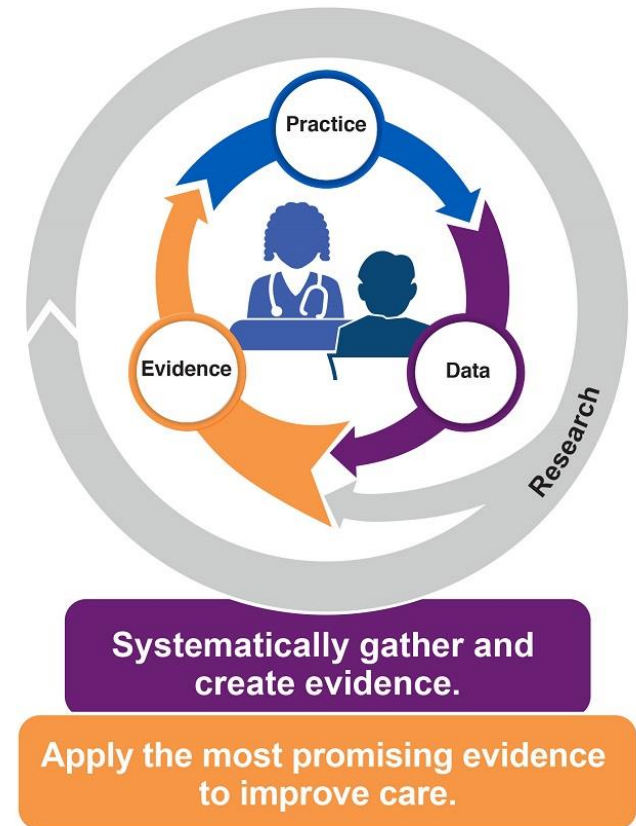 Practice
Evidence
Data
Research
Systematically gather and
create evidence.
Apply the most promising evidence
to improve care.